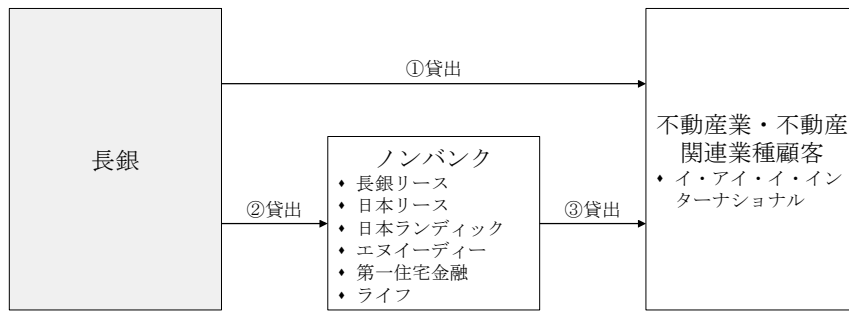 長銀
①貸出
②貸出
ノンバンク
♦ 長銀リース
♦ 日本リース
♦ 日本ランディック
♦ エヌイーディー
♦ 第一住宅金融
♦ ライフ
③貸出
不動産業・不動産
関連業種顧客
♦ イ・アイ・イ・イン
ターナショナル